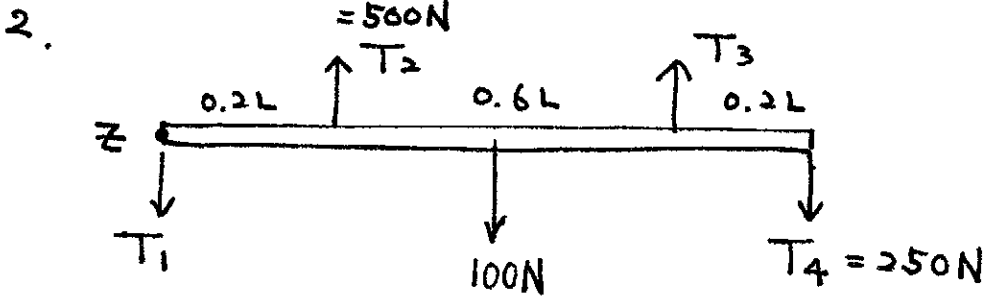 2.
= 500N
T2
T3
0.2L 0.6L 0.2L
Z
T1
100N
T4 = 250N